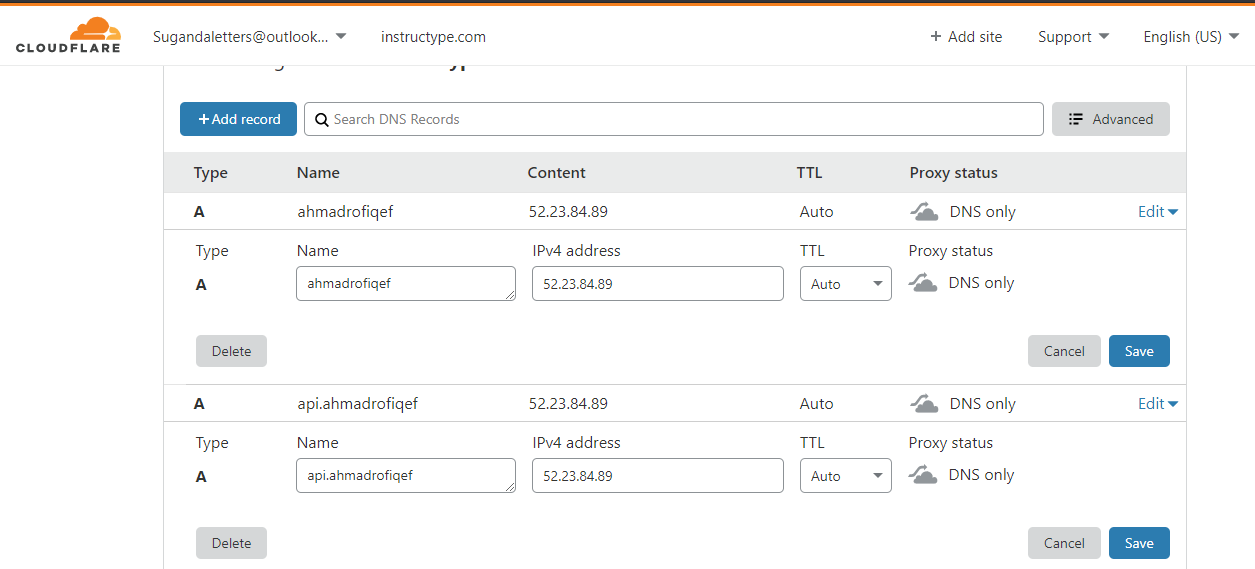 CLOUDFLARE Sugandaletters@outlook... instructype.com + Add site Support English (US)
+ Add record Search DNS Records Advanced
Type Name Content TTL Proxy status
A ahmadrofiqef 52.23.84.89 Auto DNS only Edit
Type Name IPv4 address TTL Proxy status
A ahmadrofiqef 52.23.84.89 Auto DNS only
Delete Cancel Save
A api.ahmadrofiqef 52.23.84.89 Auto DNS only Edit
Type Name IPv4 address TTL Proxy status
A api.ahmadrofiqef 52.23.84.89 Auto DNS only
Delete Cancel Save